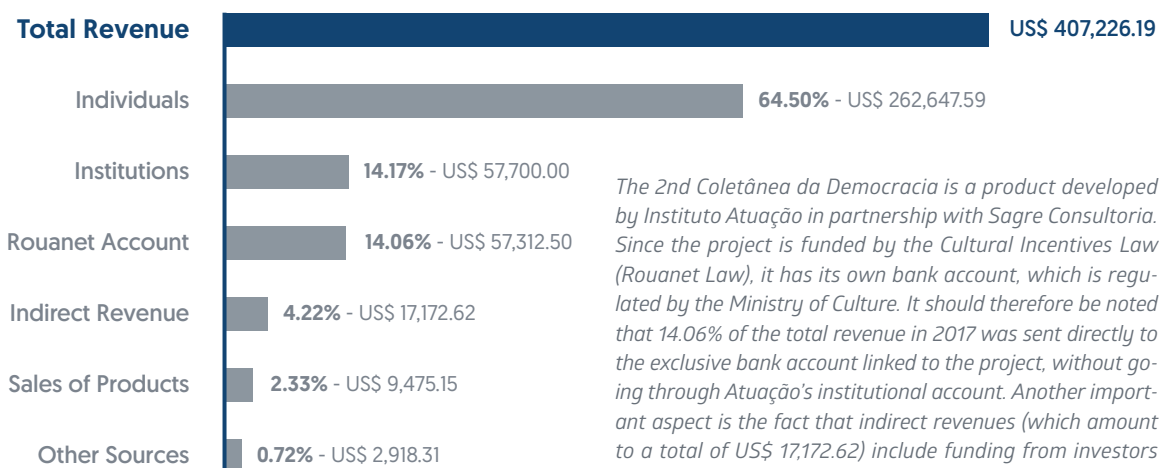 Total Revenue US$ 407,226.19
Individuals 64.50% - US$ 262,647.59
Institutions 14.17% - US$ 57,700.00
Rouanet Account 14.06% - US$ 57,312.50
Indirect Revenue 4.22% - US$ 17,172.62
Sales of Products 2.33% - US$ 9,475.15
Other Sources 0.72% - US$ 2,918.31
The 2nd Coletânea da Democracia is a product developed
by Instituto Atuação in partnership with Sagre Consultoria.
Since the project is funded by the Cultural Incentives Law
(Rouanet Law), it has its own bank account, which is regu-
lated by the Ministry of Culture. It should therefore be noted
that 14.06% of the total revenue in 2017 was sent directly to
the exclusive bank account linked to the project, without go-
ing through Atuação's institutional account. Another import-
ant aspect is the fact that indirect revenues (which amount
to a total of US$ 17,172.62) include funding from investors